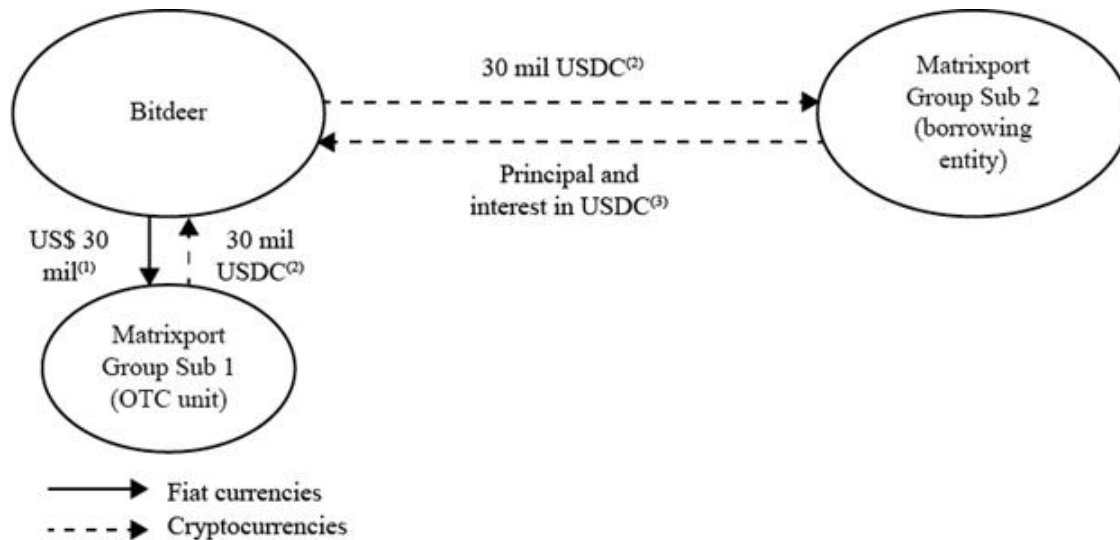 Bitdeer
30 mil USDC(2)
Matrixport
Group Sub 2
(borrowing
entity)
Principal and
interest in USDC(3)
US$ 30
mil(1)
30 mil
USDC(2)
Matrixport
Group Sub 1
(OTC unit)
Fiat currencies
Cryptocurrencies